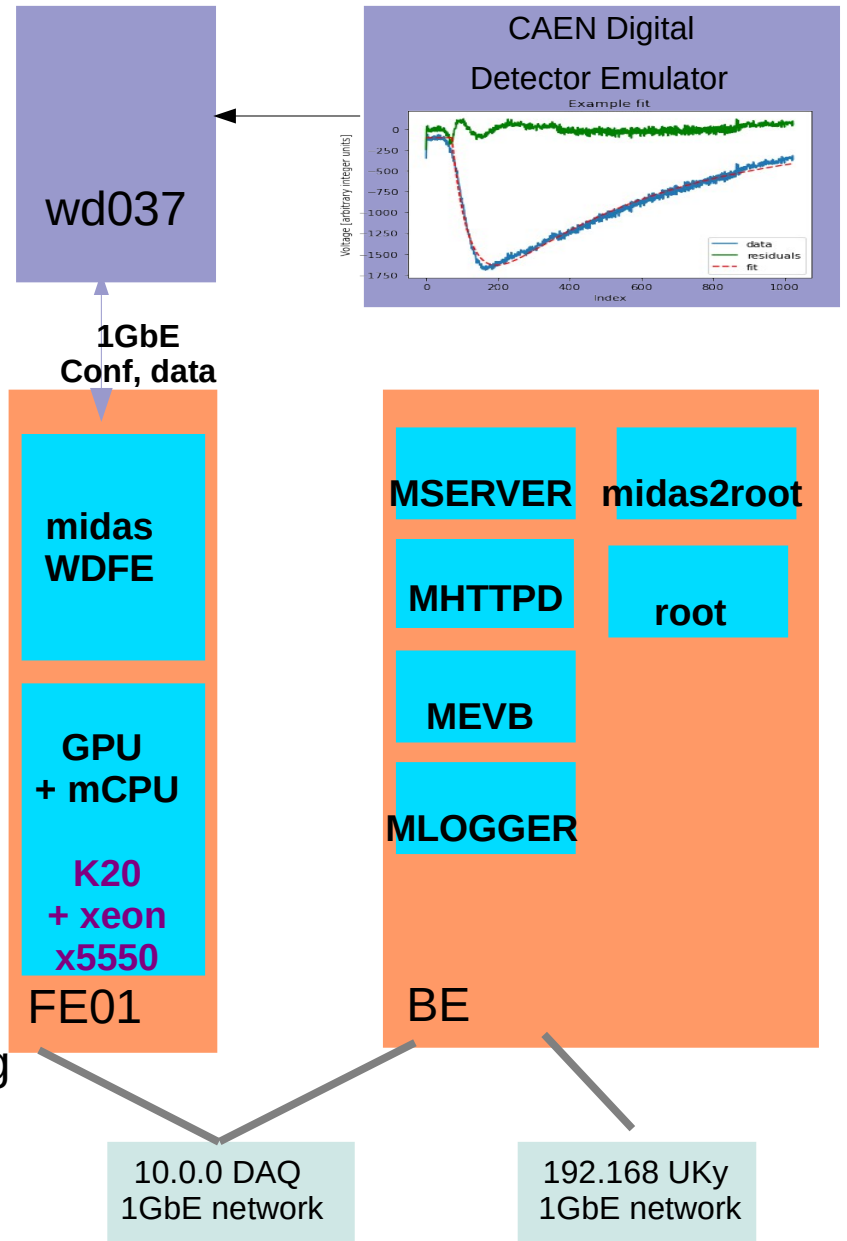 CAEN Digital
Detector Emulator
Example fit
Voltage [arbitrary integer units]
0
250
−500
−750
1000
1250
1500
1750
0
200
400
600
800
1000
Index
data
residuals
fit
wd037
1GbE
Conf, data
midas
WDFE
GPU
+ mCPU
K20
+ xeon
x5550
FE01
g
MSERVER
midas2root
MHTTPD
root
MEVB
MLOGGER
BE
10.0.0 DAQ
1GbE network
192.168 UKy
1GbE network